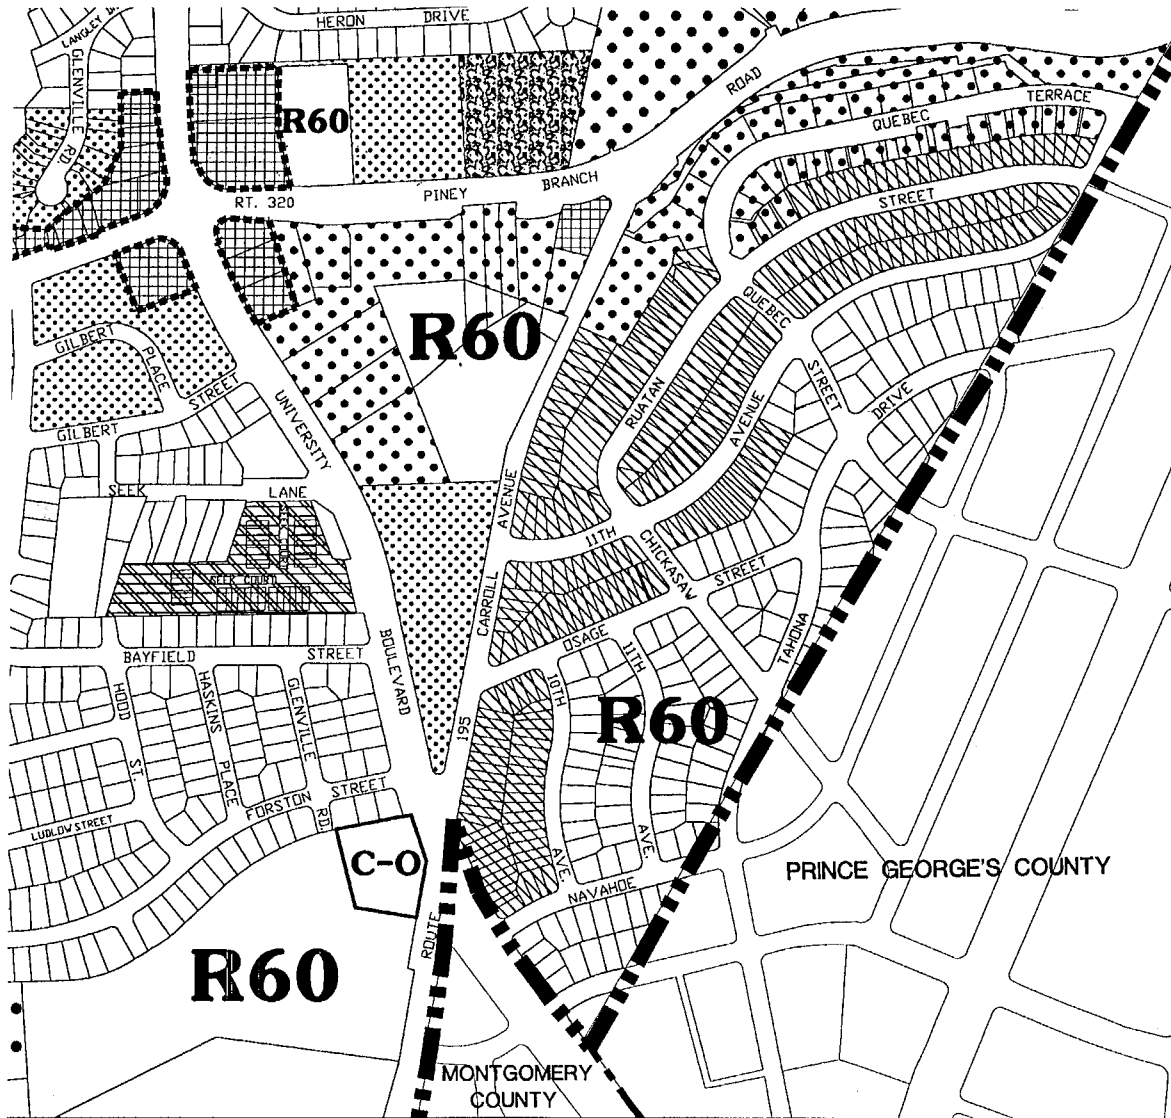 HERON DRIVE
LANGLEY
GLENVILLE
RD
R60
ROAD
TERRACE
QUEBEC
PINEY BRANCH
RT. 320
STREET
QUEBEC
R60
GILBERT
PLACE
STREET
GILBERT
UNIVERSITY
RUATAN
AVENUE
STREET
DRIVE
SEEK LANE
AVENUE
11TH
CHICKASAW
STREET
SEEK COURT
CARROLL
TAHONA
BOULEVARD
BAYFIELD STREET
OSAGE
11TH
10TH
HOOD
ST.
HASKINS
PLACE
GLENVILLE
RD.
R60
195
FORSTON STREET
LUDLOW STREET
C-O
AVE.
AVE.
NAVAHOE
PRINCE GEORGE'S COUNTY
ROUTE
R60
MONTGOMERY
COUNTY